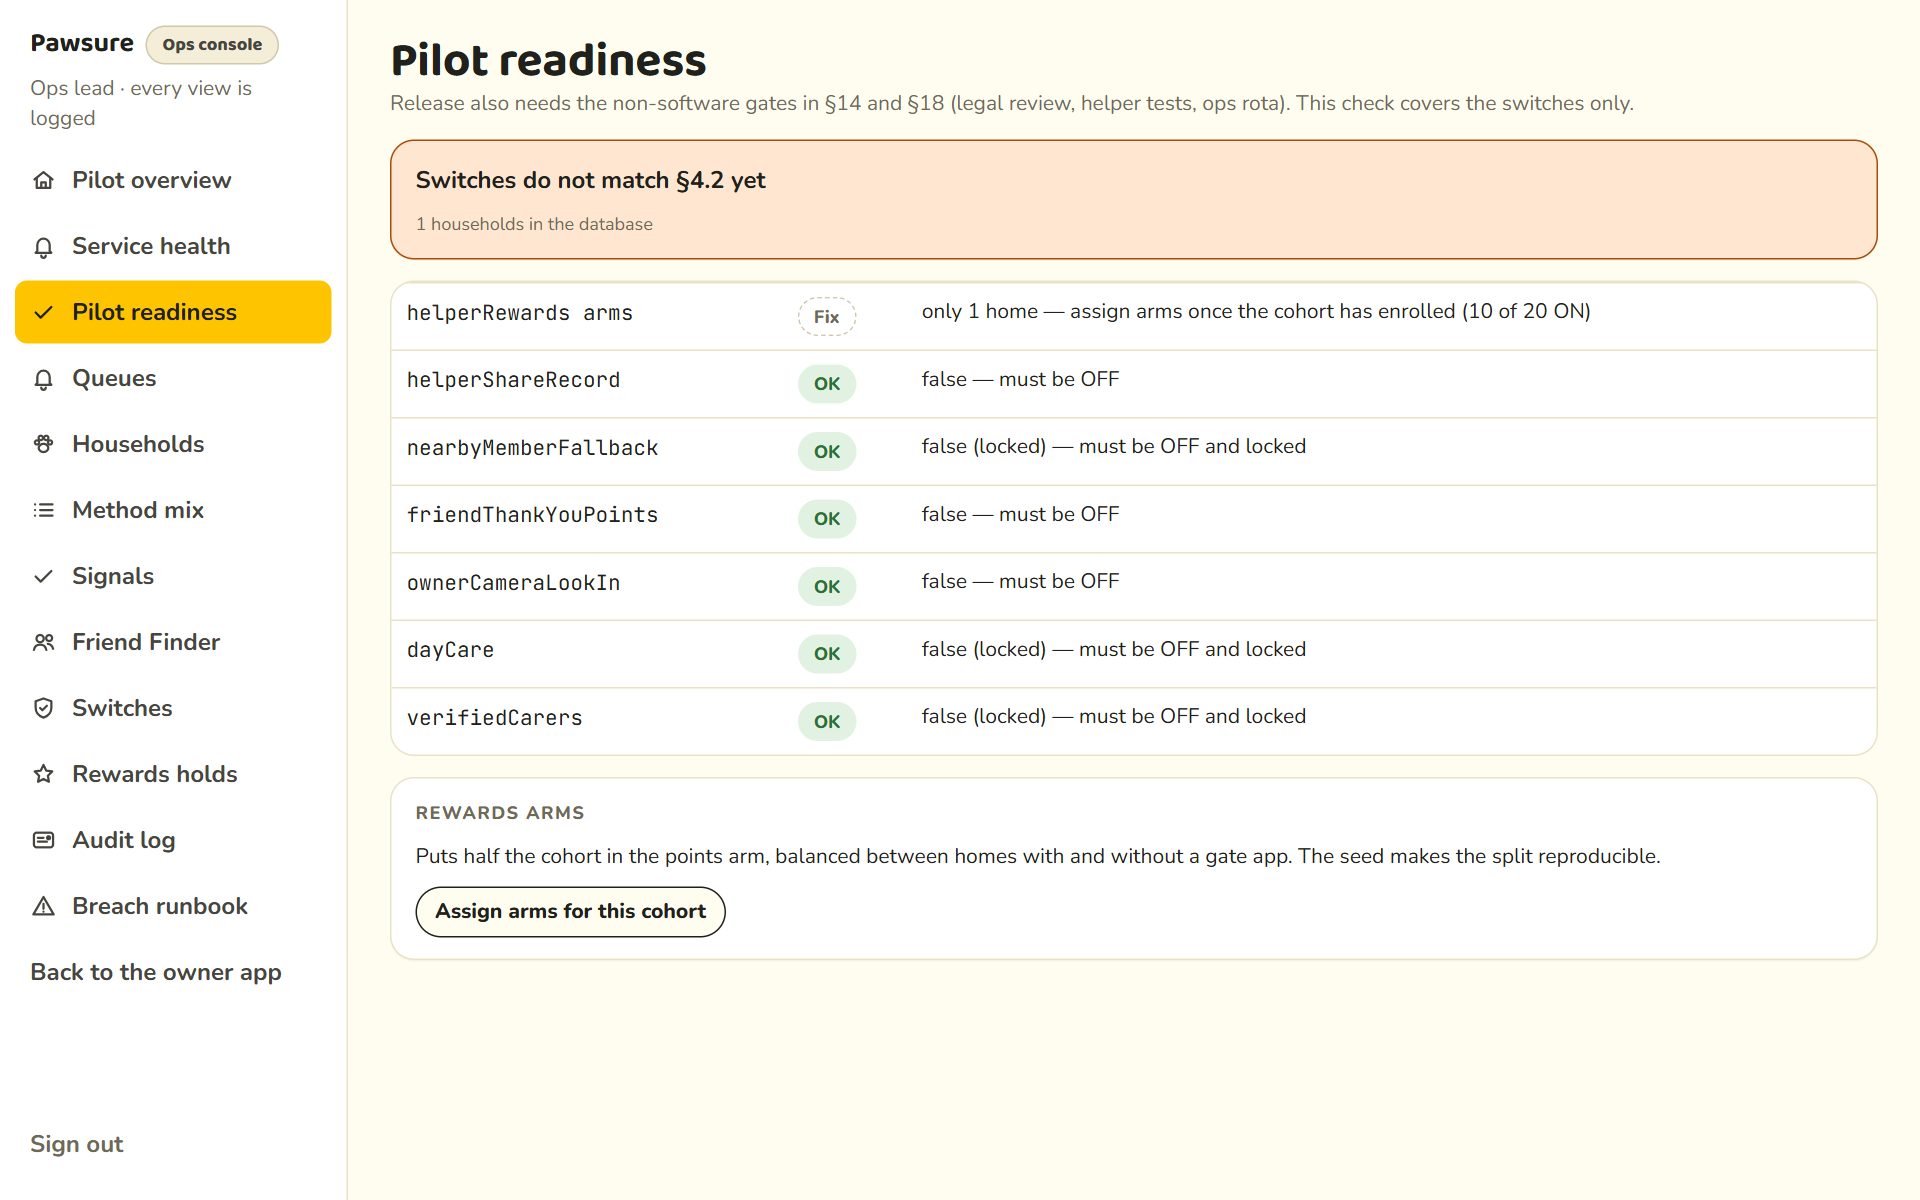 Pawsure Ops console
Ops lead · every view is
logged
Pilot overview
Service health
Pilot readiness
Queues
Households
Method mix
Signals
Friend Finder
Switches
Rewards holds
Audit log
Breach runbook
Back to the owner app
Sign out
Pilot readiness
Release also needs the non-software gates in §14 and §18 (legal review, helper tests, ops rota). This check covers the switches only.
Switches do not match §4.2 yet
1 households in the database
helperRewards arms Fix only 1 home — assign arms once the cohort has enrolled (10 of 20 ON)
helperShareRecord OK false — must be OFF
nearbyMemberFallback OK false (locked) — must be OFF and locked
friendThankYouPoints OK false — must be OFF
ownerCameraLookIn OK false — must be OFF
dayCare OK false (locked) — must be OFF and locked
verifiedCarers OK false (locked) — must be OFF and locked
REWARDS ARMS
Puts half the cohort in the points arm, balanced between homes with and without a gate app. The seed makes the split reproducible.
Assign arms for this cohort